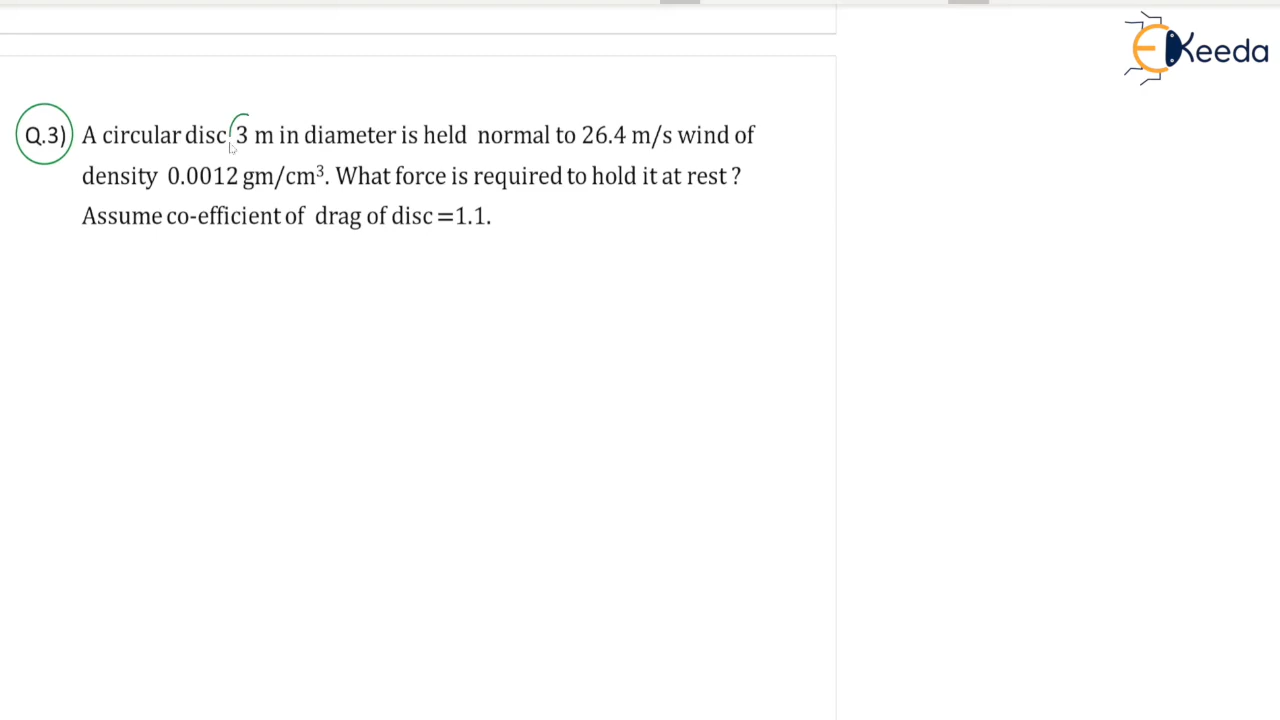 EKeeda
Q.3) A circular disc 3 m in diameter is held normal to 26.4 m/s wind of
density 0.0012 gm/cm³. What force is required to hold it at rest ?
Assume co-efficient of drag of disc =1.1.